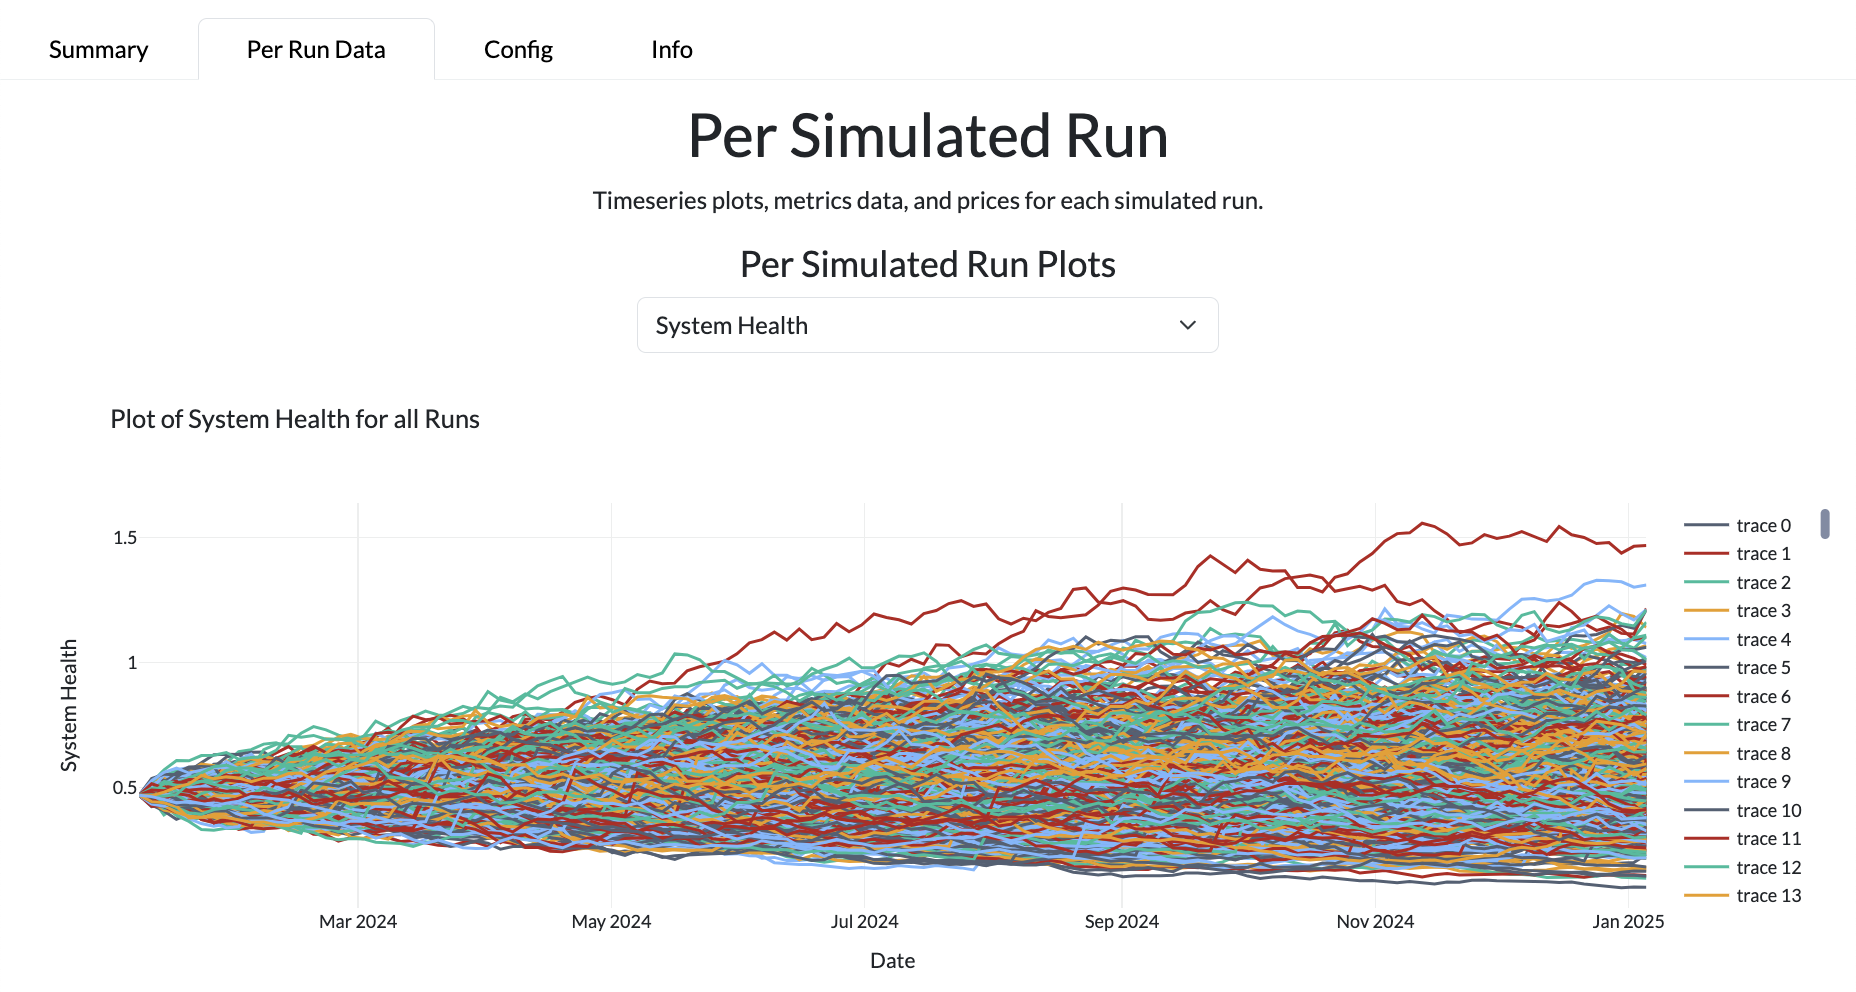 Summary Per Run Data Config Info
Per Simulated Run
Timeseries plots, metrics data, and prices for each simulated run.
Per Simulated Run Plots
System Health
Plot of System Health for all Runs
1.5
1
0.5
System Health
Mar 2024 May 2024 Jul 2024 Sep 2024 Nov 2024 Jan 2025
Date
trace 0
trace 1
trace 2
trace 3
trace 4
trace 5
trace 6
trace 7
trace 8
trace 9
trace 10
trace 11
trace 12
trace 13